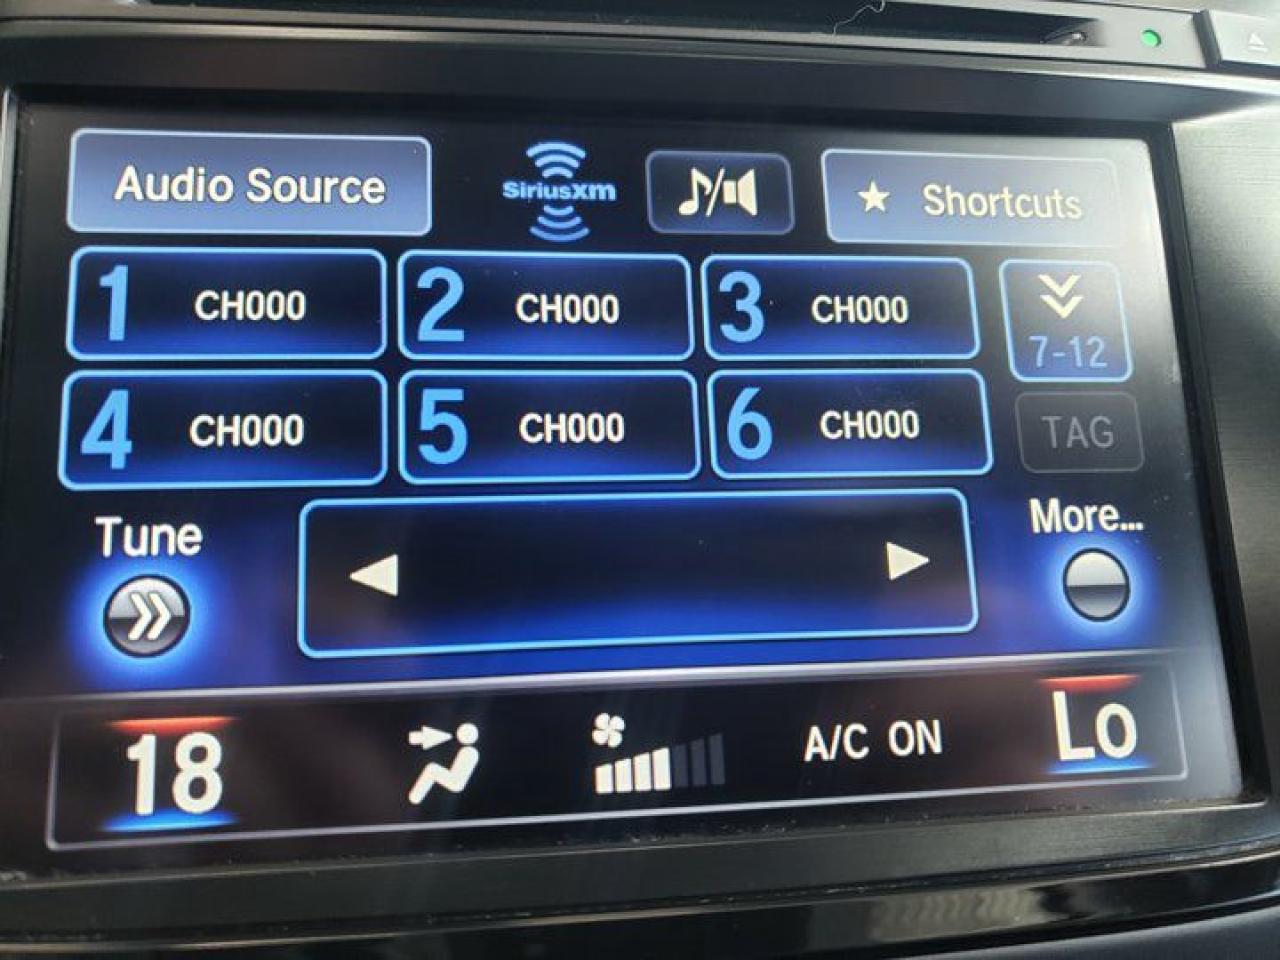 Audio Source
SiriusXm
Shortcuts
1 CH000
2 CH000
3 CH000
7-12
4 CH000
5 CH000
6 CH000
TAG
Tune
More...
18
A/C ON
Lo